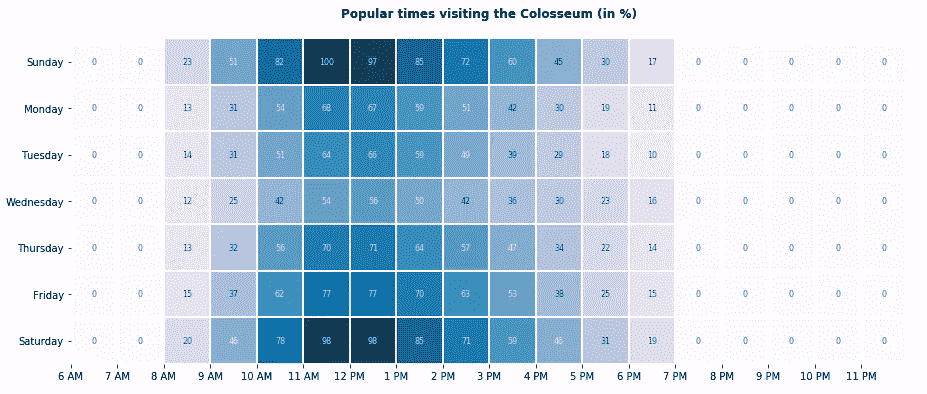 Popular times visiting the Colosseum (in %)
Sunday 0 0 23 51 82 100 97 85 72 60 45 30 17 0 0 0 0 0
Monday 0 0 13 31 54 68 67 59 51 42 30 19 11 0 0 0 0 0
Tuesday 0 0 14 31 51 64 66 59 49 39 29 18 10 0 0 0 0 0
Wednesday 0 0 12 25 42 54 56 50 42 36 30 23 16 0 0 0 0 0
Thursday 0 0 13 32 56 70 71 64 57 47 34 22 14 0 0 0 0 0
Friday 0 0 15 37 62 77 77 70 63 53 38 25 15 0 0 0 0 0
Saturday 0 0 20 46 78 98 98 85 71 59 46 31 19 0 0 0 0 0
6 AM 7 AM 8 AM 9 AM 10 AM 11 AM 12 PM 1 PM 2 PM 3 PM 4 PM 5 PM 6 PM 7 PM 8 PM 9 PM 10 PM 11 PM